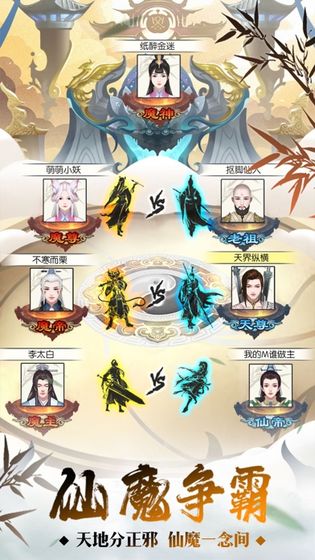 纸醉金迷
魔神
萌萌小妖
抠脚仙人
魔尊
VS
老祖
不寒而栗
天界纵横
魔帝
VS
天尊
李太白
我的M谁做主
魔主
VS
仙帝
仙魔争霸
天地分正邪 仙魔一念间